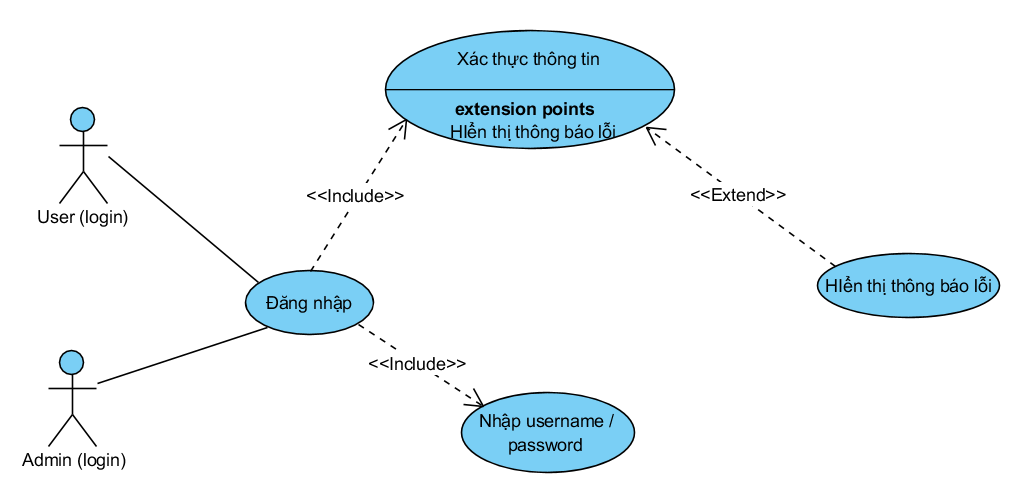 Xác thực thông tin
extension points
HIển thị thông báo lỗi
User (login)
<<Include>>
<<Extend>>
Đăng nhập
HIển thị thông báo lỗi
<<Include>>
Nhập username /
password
Admin (login)